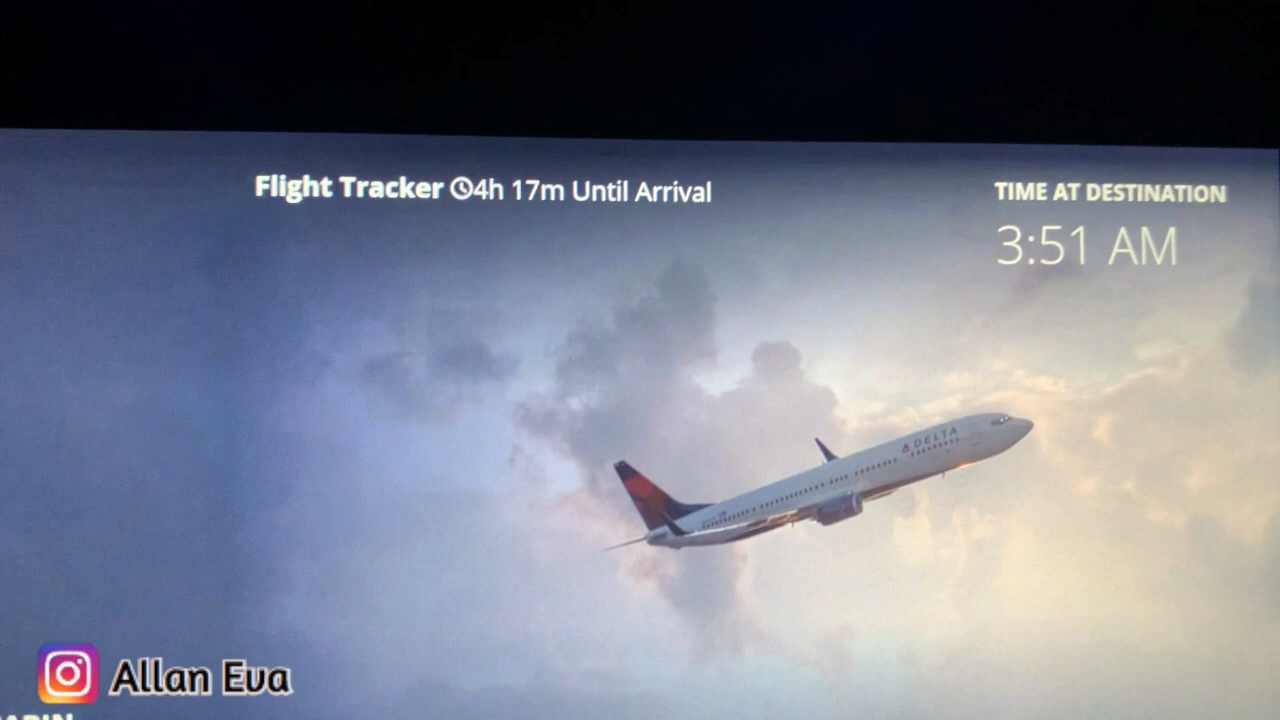 Flight Tracker 4h 17m Until Arrival
TIME AT DESTINATION
3:51 AM
DELTA
Allan Eva